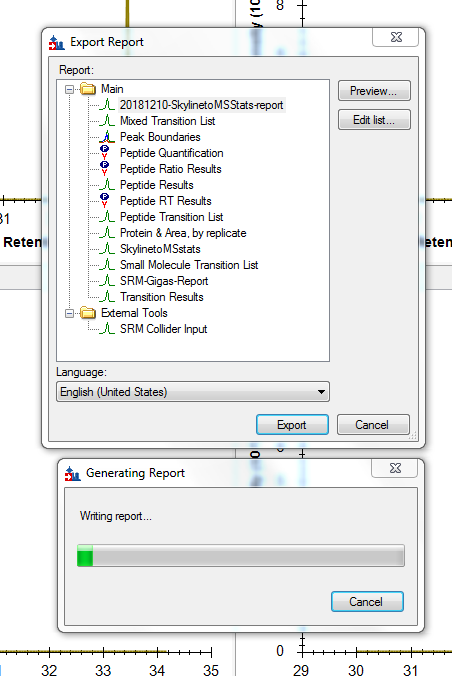 8
nsity (10
Export Report
Report:
Main
20181210-SkylinetoMSStats-report
Mixed Transition List
Peak Boundaries
Peptide Quantification
Peptide Ratio Results
Peptide Results
Peptide RT Results
Peptide Transition List
Protein & Area, by replicate
SkylinetoMSstats
Small Molecule Transition List
SRM-Gigas-Report
Transition Results
External Tools
SRM Collider Input
Preview...
Edit list...
31
Reten
eten
Language:
English (United States)
Export
Cancel
Generating Report
Writing report...
Cancel
0
32 33 34 35 29 30 31